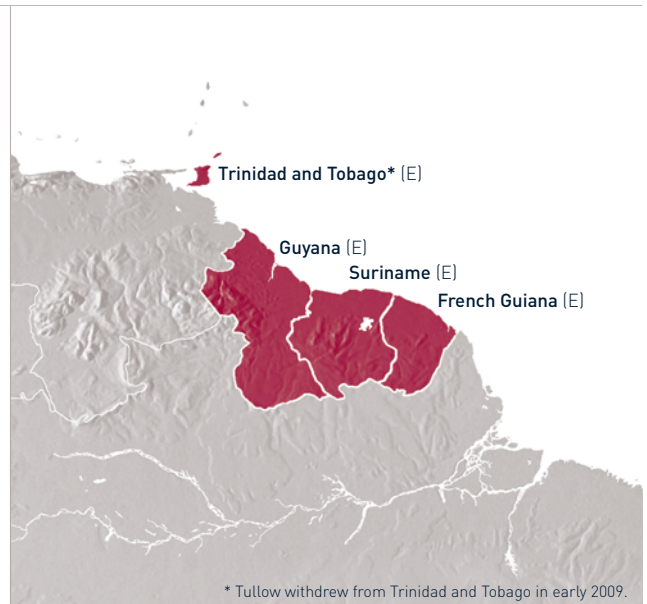 Trinidad and Tobago* (E)
Guyana (E)
Suriname (E)
French Guiana (E)
* Tullow withdrew from Trinidad and Tobago in early 2009.